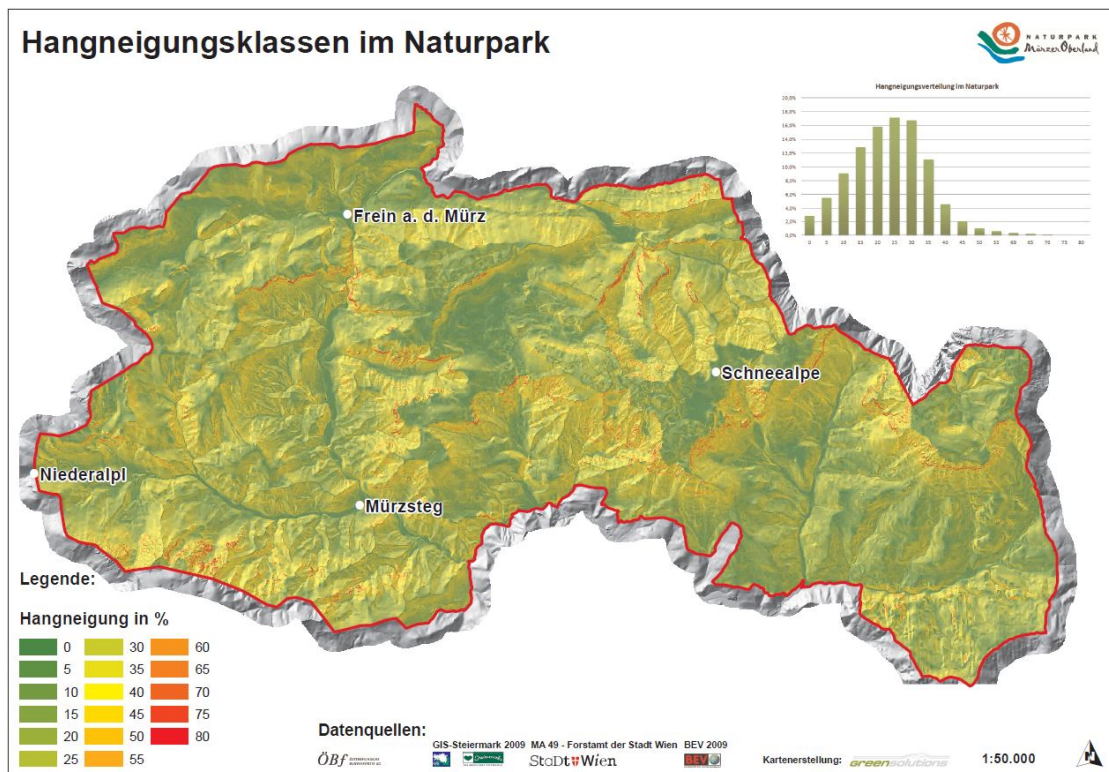 Hangneigungsklassen im Naturpark
NATURPARK
Mürzer Oberland
Hangneigungsverteilung im Naturpark
20,0%
18,0%
16,0%
14,0%
12,0%
10,0%
8,0%
6,0%
4,0%
2,0%
0,0%
0 5 10 15 20 25 30 35 40 45 50 55 60 65 70 75 80
Frein a. d. Mürz
Schneealpe
Niederalpl
Mürzsteg
Legende:
Hangneigung in %
0 30 60
5 35 65
10 40 70
15 45 75
20 50 80
25 55
Datenquellen:
GIS-Steiermark 2009 MA 49 - Forstamt der Stadt Wien BEV 2009
ÖBf
StaDt Wien
BEV
Kartenerstellung: greensolutions 1:50.000